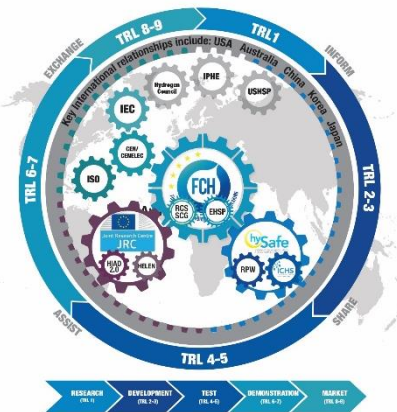 TRL 8-9
TRL1
EXCHANGE
INFORM
Key international relationships include: USA Australia China Korea Japan
Hydrogen
Council
IPHE
USHSP
IEC
CEN/
CENELEC
ISO
TRL 6-7
TRL 2-3
FCH
RCS
SCG
EHSP
Joint Research Centre
JRC
HIAD
2.0
HELEN
hySafe
RPW
ICHS
ASSIST
SHARE
TRL 4-5
RESEARCH
(TRL 1)
DEVELOPMENT
(TRL 2-3)
TEST
(TRL 4-5)
DEMONSTRATION
(TRL 6-7)
MARKET
(TRL 8-9)